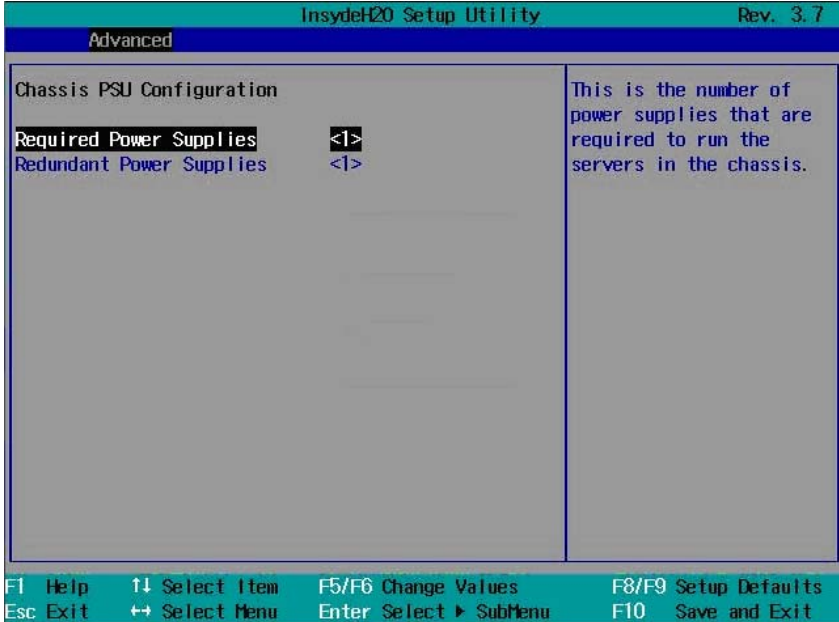 InsydeH2O Setup Utility Rev. 3.7
Advanced
Chassis PSU Configuration
Required Power Supplies <1>
Redundant Power Supplies <1>
This is the number of
power supplies that are
required to run the
servers in the chassis.
F1 Help ↑↓ Select Item F5/F6 Change Values F8/F9 Setup Defaults
Esc Exit ↔ Select Menu Enter Select ▶ SubMenu F10 Save and Exit